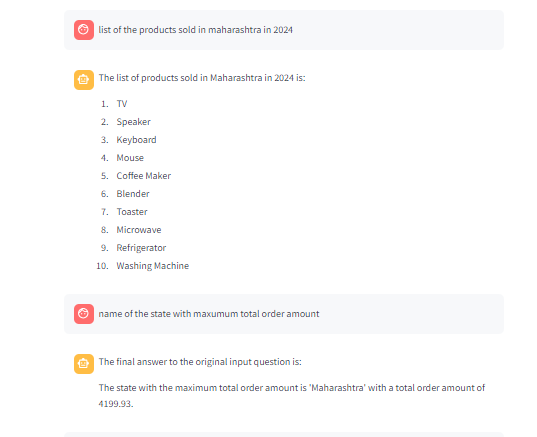 list of the products sold in maharashtra in 2024
The list of products sold in Maharashtra in 2024 is:
1. TV
2. Speaker
3. Keyboard
4. Mouse
5. Coffee Maker
6. Blender
7. Toaster
8. Microwave
9. Refrigerator
10. Washing Machine
name of the state with maxumum total order amount
The final answer to the original input question is:
The state with the maximum total order amount is 'Maharashtra' with a total order amount of
4199.93.